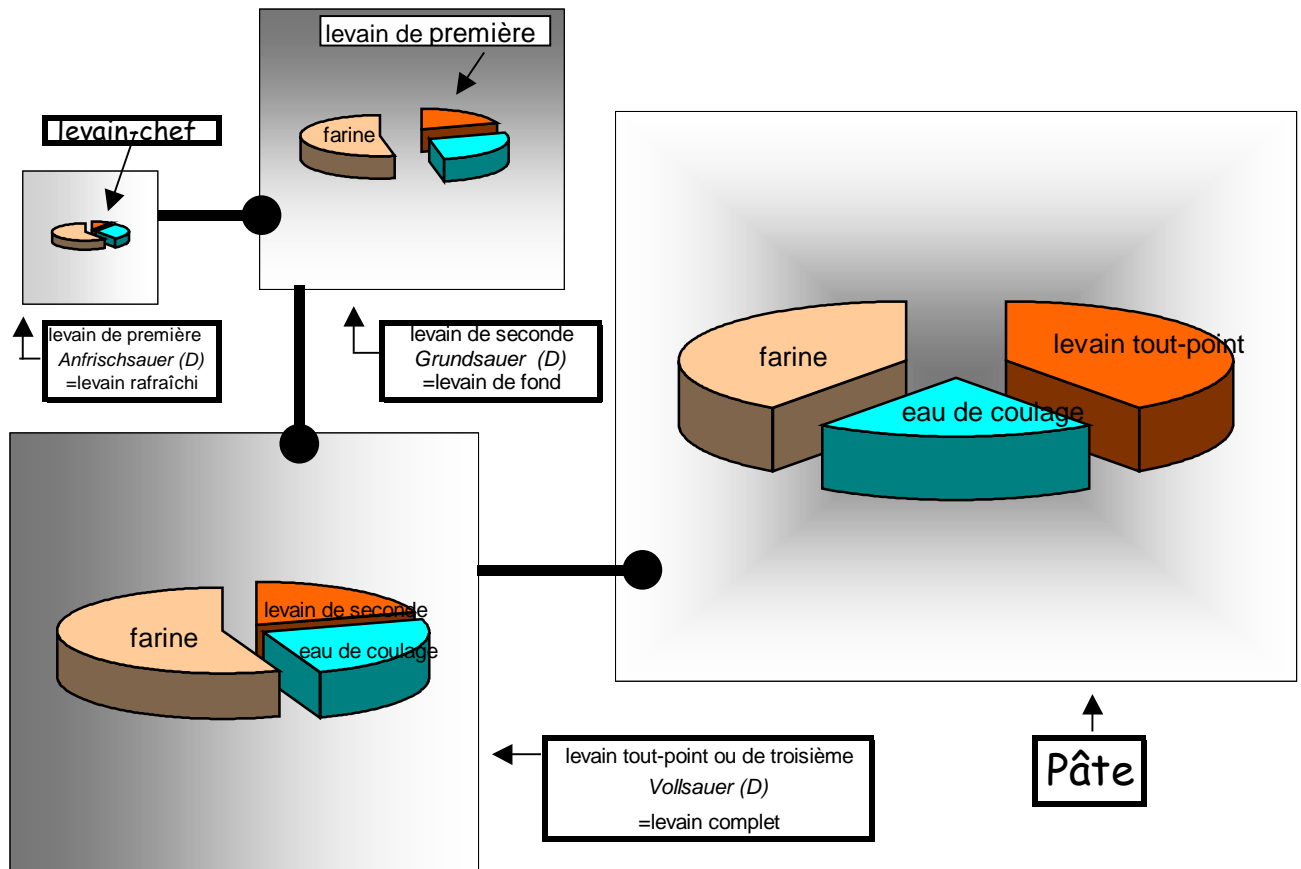 levain de première
farine
levain-chef
levain de première
Anfrischsauer (D)
=levain rafraîchi
levain de seconde
Grundsauer (D)
=levain de fond
farine
levain tout-point
eau de coulage
farine
levain de seconde
eau de coulage
levain tout-point ou de troisième
Vollsauer (D)
=levain complet
Pâte